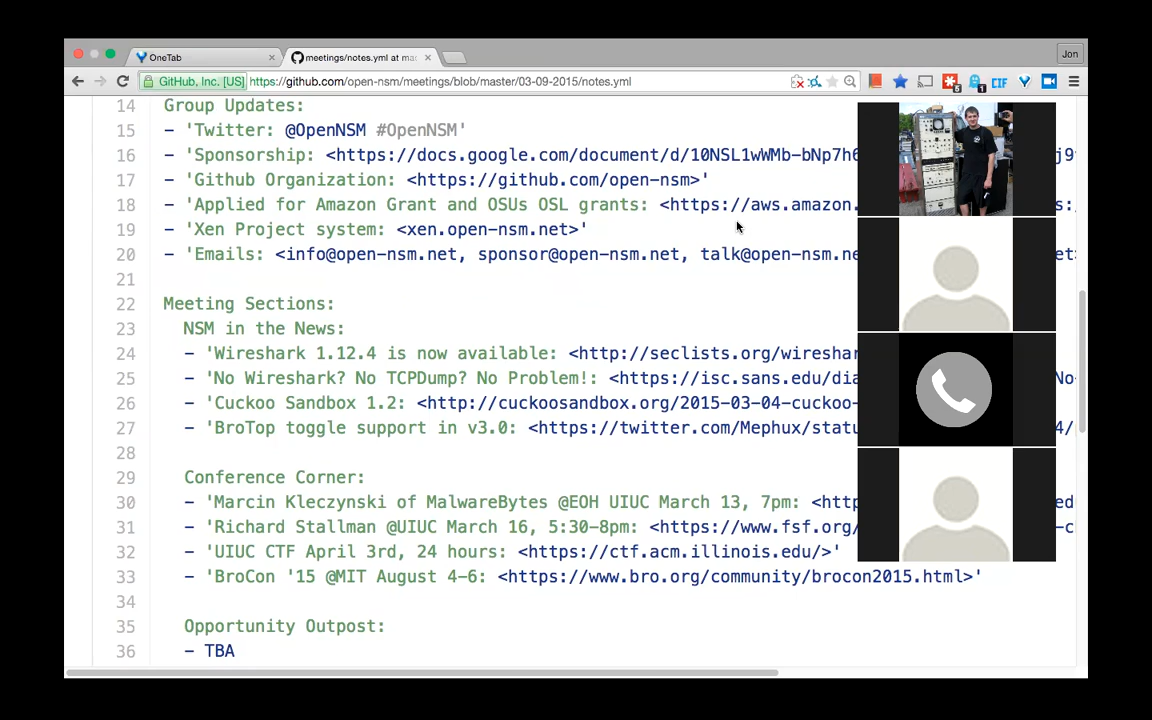 OneTab
meetings/notes.yml at mas
Jon
GitHub, Inc. [US] https://github.com/open-nsm/meetings/blob/master/03-09-2015/notes.yml
14 Group Updates:
15 - 'Twitter: @OpenNSM #OpenNSM'
16 - 'Sponsorship: <https://docs.google.com/document/d/10NSL1wWMb-bNp7h6
17 - 'Github Organization: <https://github.com/open-nsm>'
18 - 'Applied for Amazon Grant and OSUs OSL grants: <https://aws.amazon.
19 - 'Xen Project system: <xen.open-nsm.net>'
20 - 'Emails: <info@open-nsm.net, sponsor@open-nsm.net, talk@open-nsm.ne
21
22 Meeting Sections:
23 NSM in the News:
24 - 'Wireshark 1.12.4 is now available: <http://seclists.org/wireshar
25 - 'No Wireshark? No TCPDump? No Problem!: <https://isc.sans.edu/dia No-
26 - 'Cuckoo Sandbox 1.2: <http://cuckoosandbox.org/2015-03-04-cuckoo-
27 - 'BroTop toggle support in v3.0: <https://twitter.com/Mephux/statu 4/
28
29 Conference Corner:
30 - 'Marcin Kleczynski of MalwareBytes @EOH UIUC March 13, 7pm: <http ed
31 - 'Richard Stallman @UIUC March 16, 5:30-8pm: <https://www.fsf.org/ -c
32 - 'UIUC CTF April 3rd, 24 hours: <https://ctf.acm.illinois.edu/>'
33 - 'BroCon '15 @MIT August 4-6: <https://www.bro.org/community/brocon2015.html>'
34
35 Opportunity Outpost:
36 - TBA